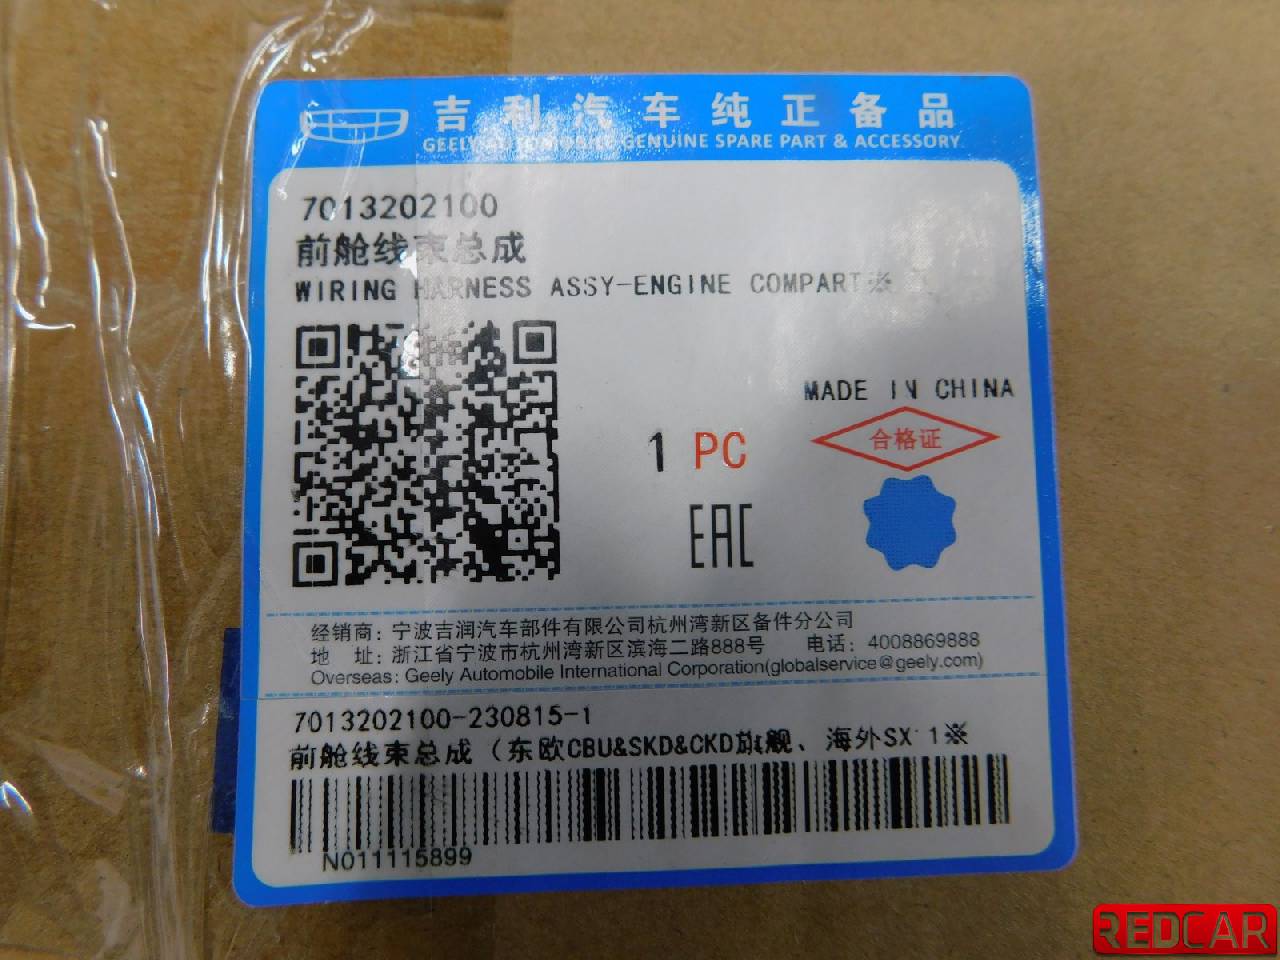 吉利汽车纯正备品
GEELY AUTOMOBILE GENUINE SPARE PART & ACCESSORY
7013202100
前舱线束总成
WIRING HARNESS ASSY-ENGINE COMPART※
MADE IN CHINA
合格证
1 PC
EAC
经销商: 宁波吉润汽车部件有限公司杭州湾新区备件分公司
地 址: 浙江省宁波市杭州湾新区滨海二路888号 电话: 4008869888
Overseas: Geely Automobile International Corporation(globalservice@geely.com)
7013202100-230815-1
前舱线束总成（东欧CBU&SKD&CKD旗舰、海外SX 1※
N011115899
REDCAR